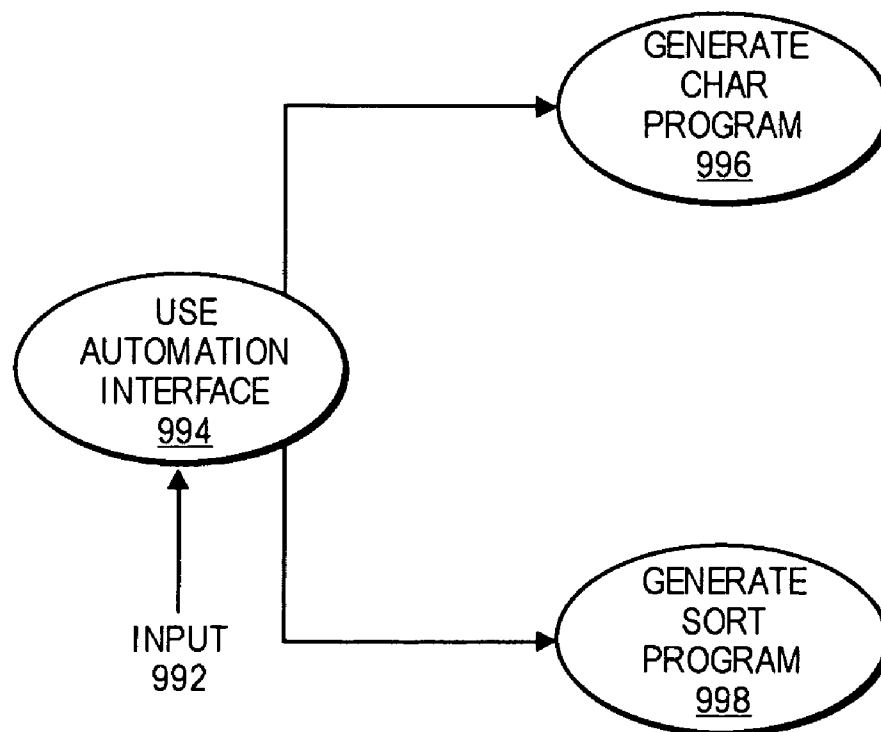 GENERATE
CHAR
PROGRAM
996
USE
AUTOMATION
INTERFACE
994
INPUT
992
GENERATE
SORT
PROGRAM
998